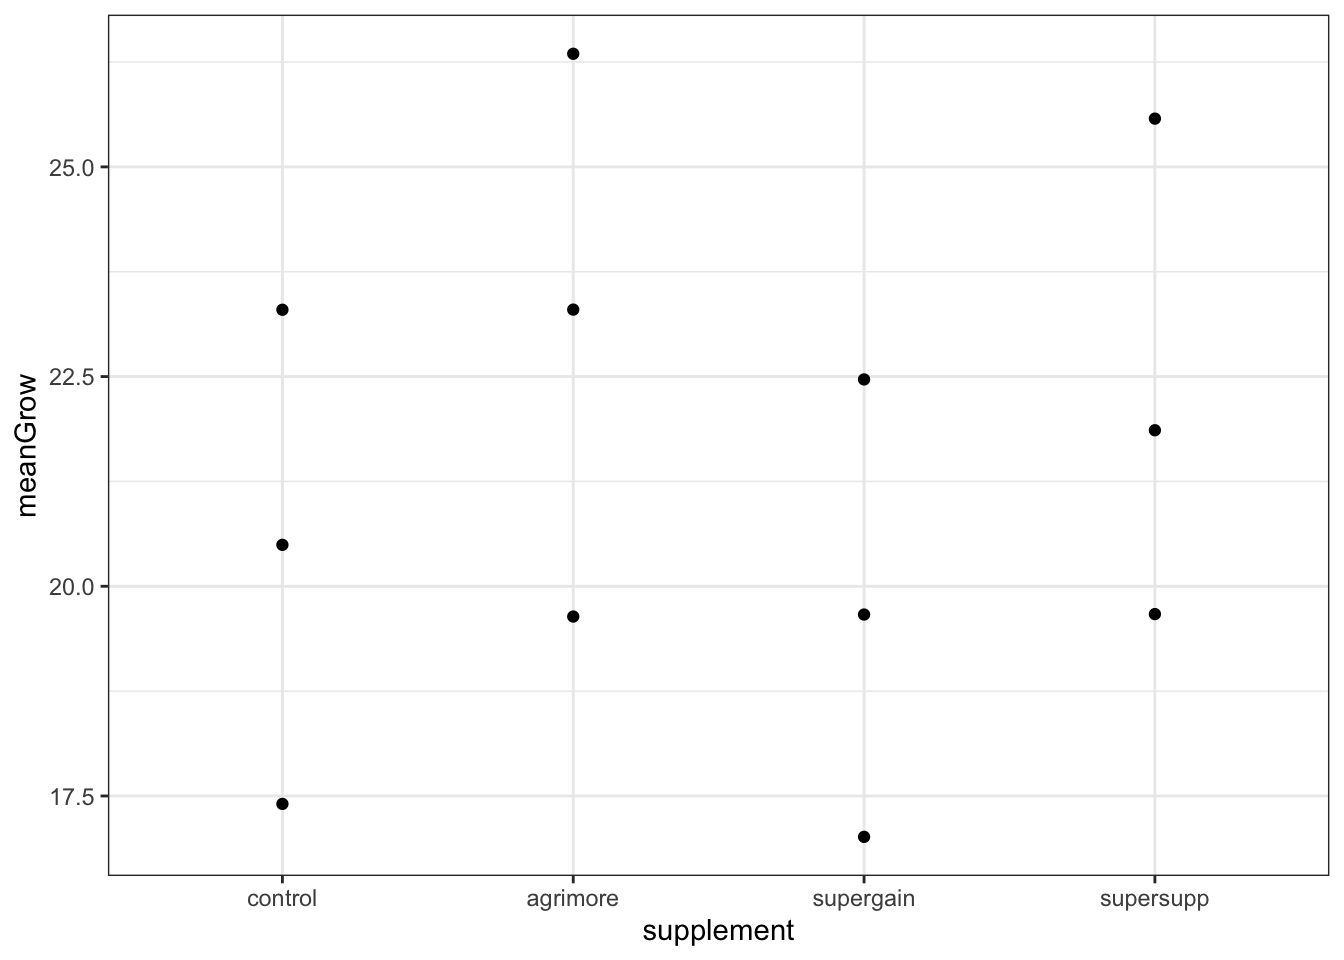 meanGrow
25.0
22.5
20.0
17.5
control agrimore supergain supersupp
supplement